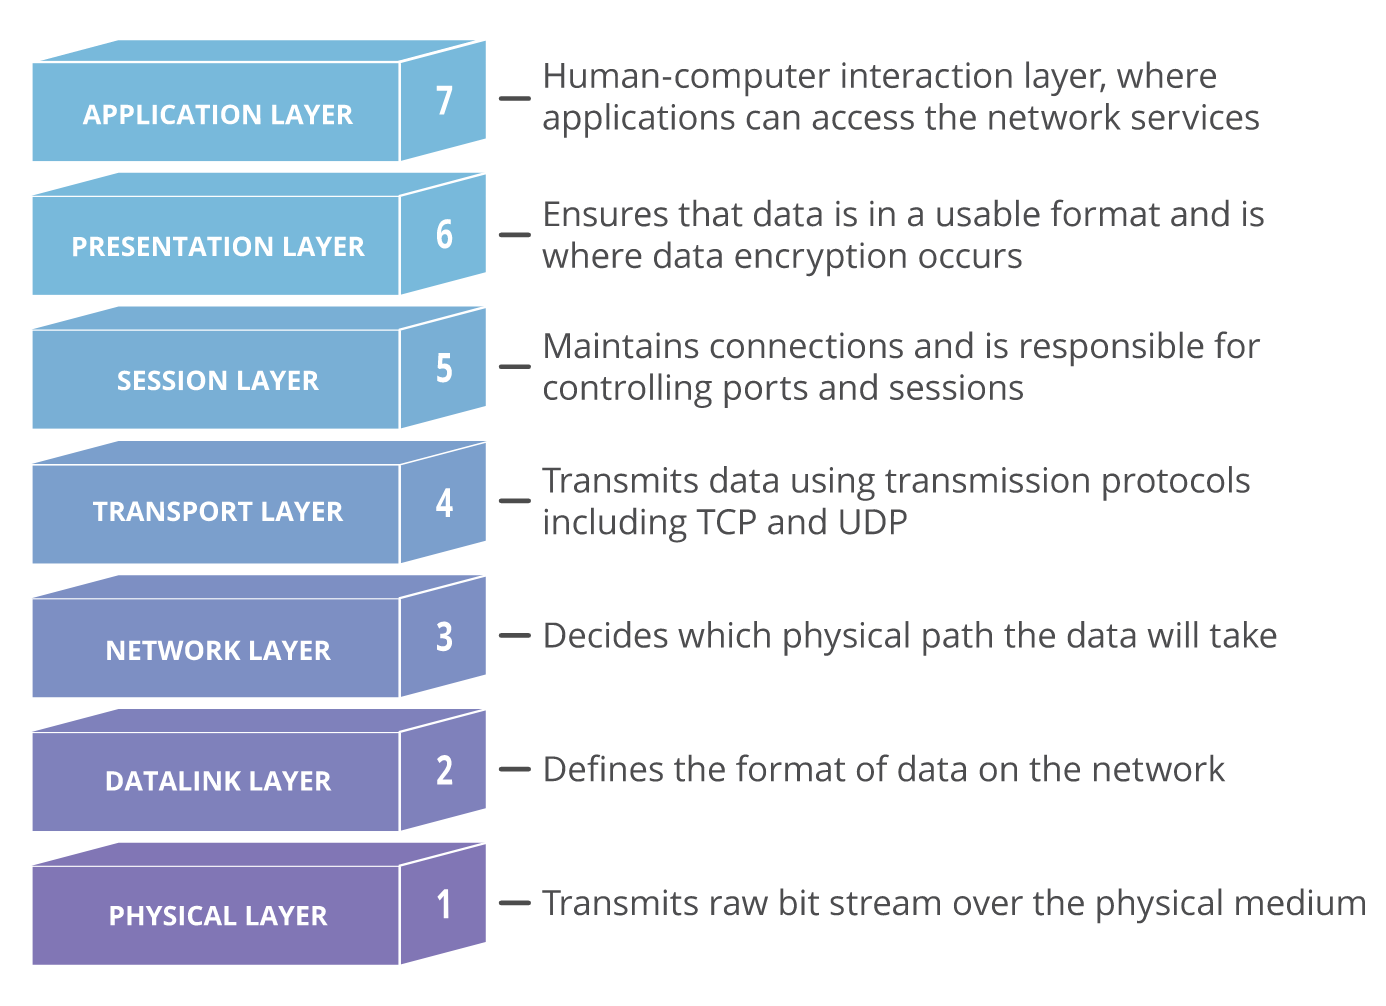 APPLICATION LAYER
7
Human-computer interaction layer, where
applications can access the network services
PRESENTATION LAYER
6
Ensures that data is in a usable format and is
where data encryption occurs
SESSION LAYER
5
Maintains connections and is responsible for
controlling ports and sessions
TRANSPORT LAYER
4
Transmits data using transmission protocols
including TCP and UDP
NETWORK LAYER
3
Decides which physical path the data will take
DATALINK LAYER
2
Defines the format of data on the network
PHYSICAL LAYER
1
Transmits raw bit stream over the physical medium